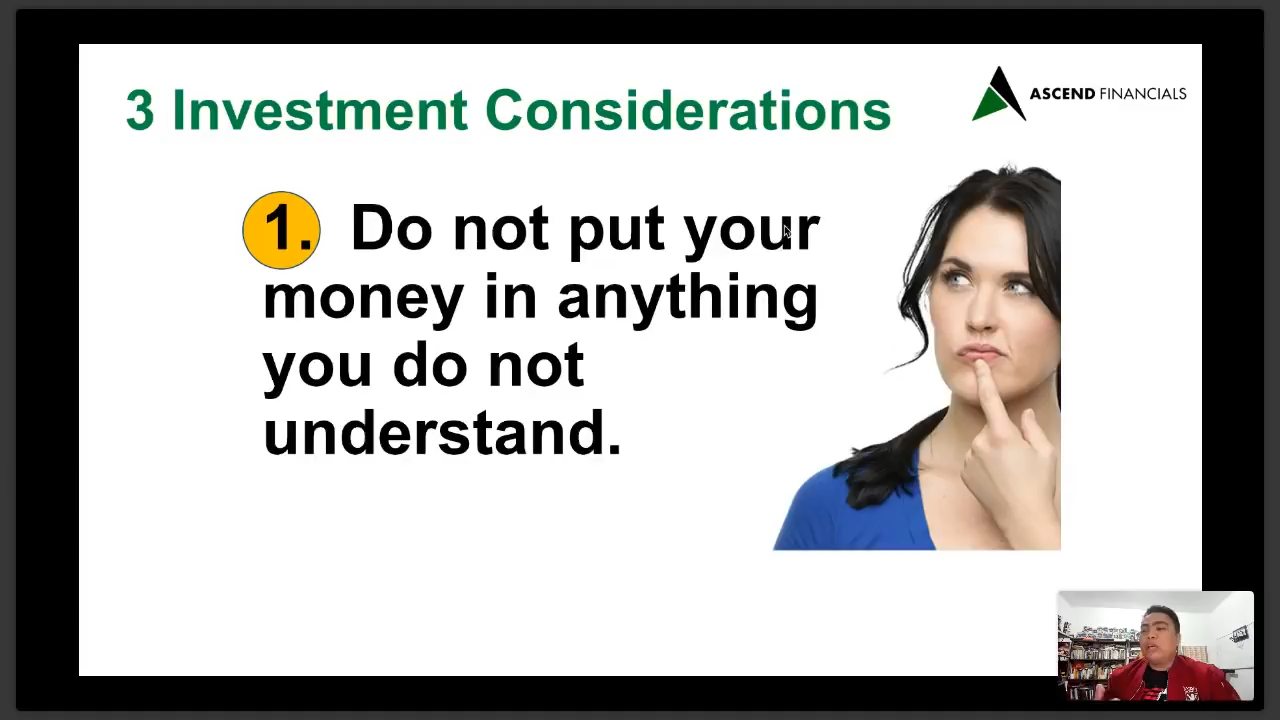 3 Investment Considerations
ASCEND FINANCIALS
1. Do not put your
money in anything
you do not
understand.